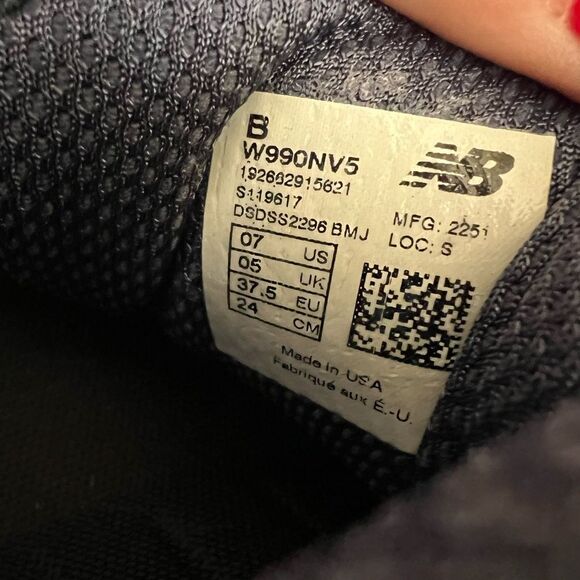 B
W990NV5
192662915621
S119617
DSDSS2296 BMJ
NB
MFG: 2251
LOC: S
07 US
05 UK
37.5 EU
24 CM
Made in USA
Fabriqué aux É.-U.